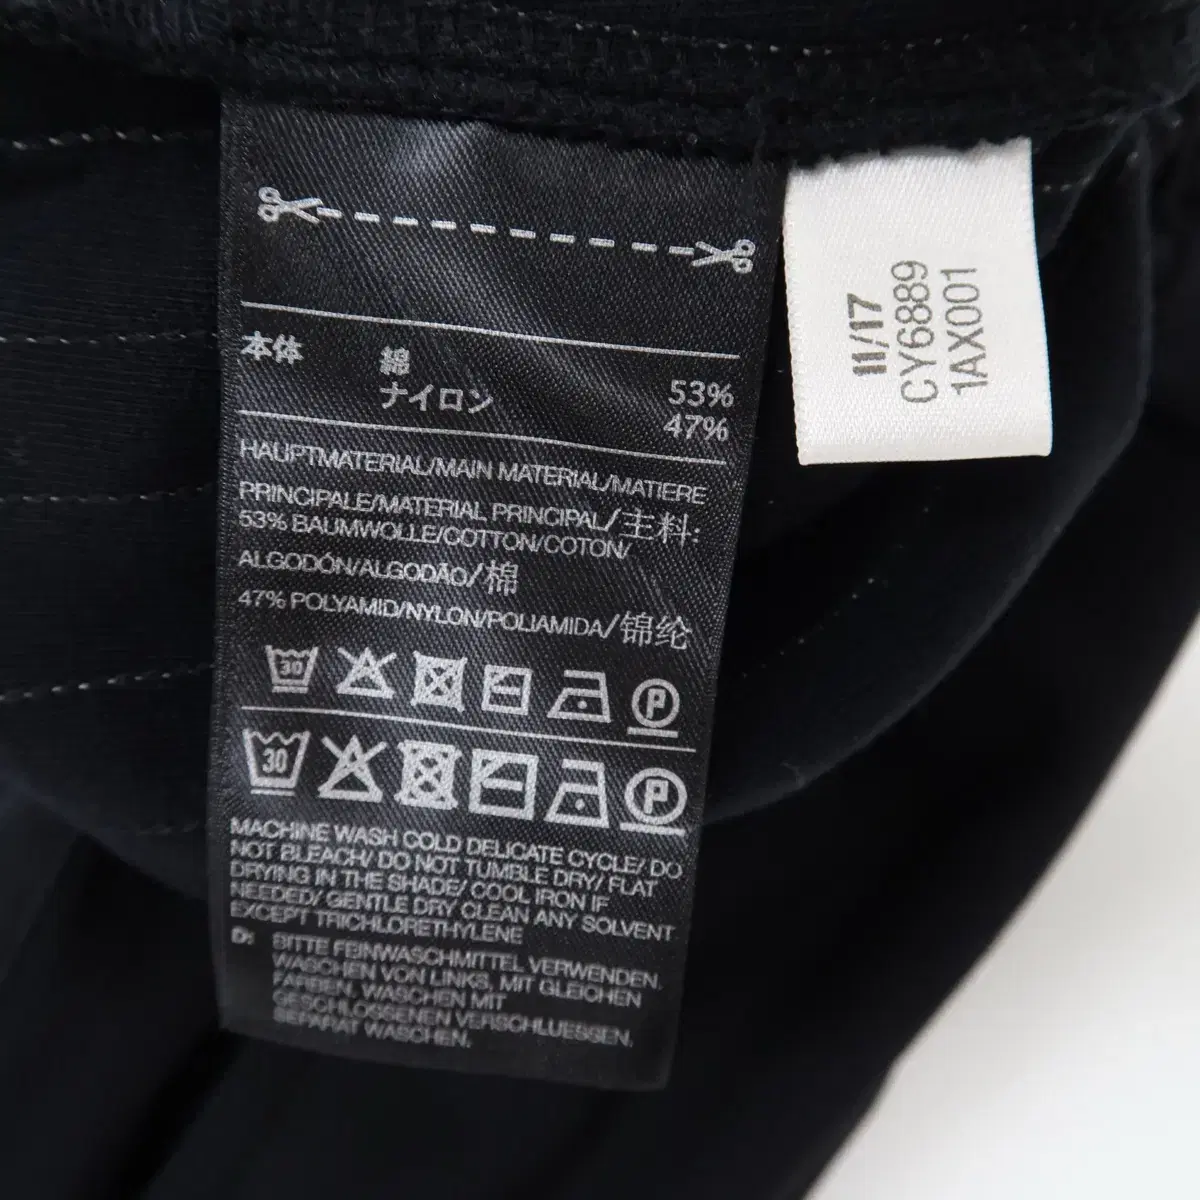 本体 綿 53%
ナイロン 47%
HAUPTMATERIAL/MAIN MATERIAL/MATIERE
PRINCIPALE/MATERIAL PRINCIPAL/主料:
53% BAUMWOLLE/COTTON/COTON/
ALGODÓN/ALGODÃO/棉
47% POLYAMID/NYLON/POLIAMIDA/锦纶
30 P
30 P
MACHINE WASH COLD DELICATE CYCLE/ DO
NOT BLEACH/ DO NOT TUMBLE DRY/ FLAT
DRYING IN THE SHADE/ COOL IRON IF
NEEDED/ GENTLE DRY CLEAN ANY SOLVENT
EXCEPT TRICHLORETHYLENE
D: BITTE FEINWASCHMITTEL VERWENDEN,
WASCHEN VON LINKS, MIT GLEICHEN
FARBEN, WASCHEN MIT
GESCHLOSSENEN VERSCHLUESSEN,
SEPARAT WASCHEN.
11/17
CY6889
1AX001